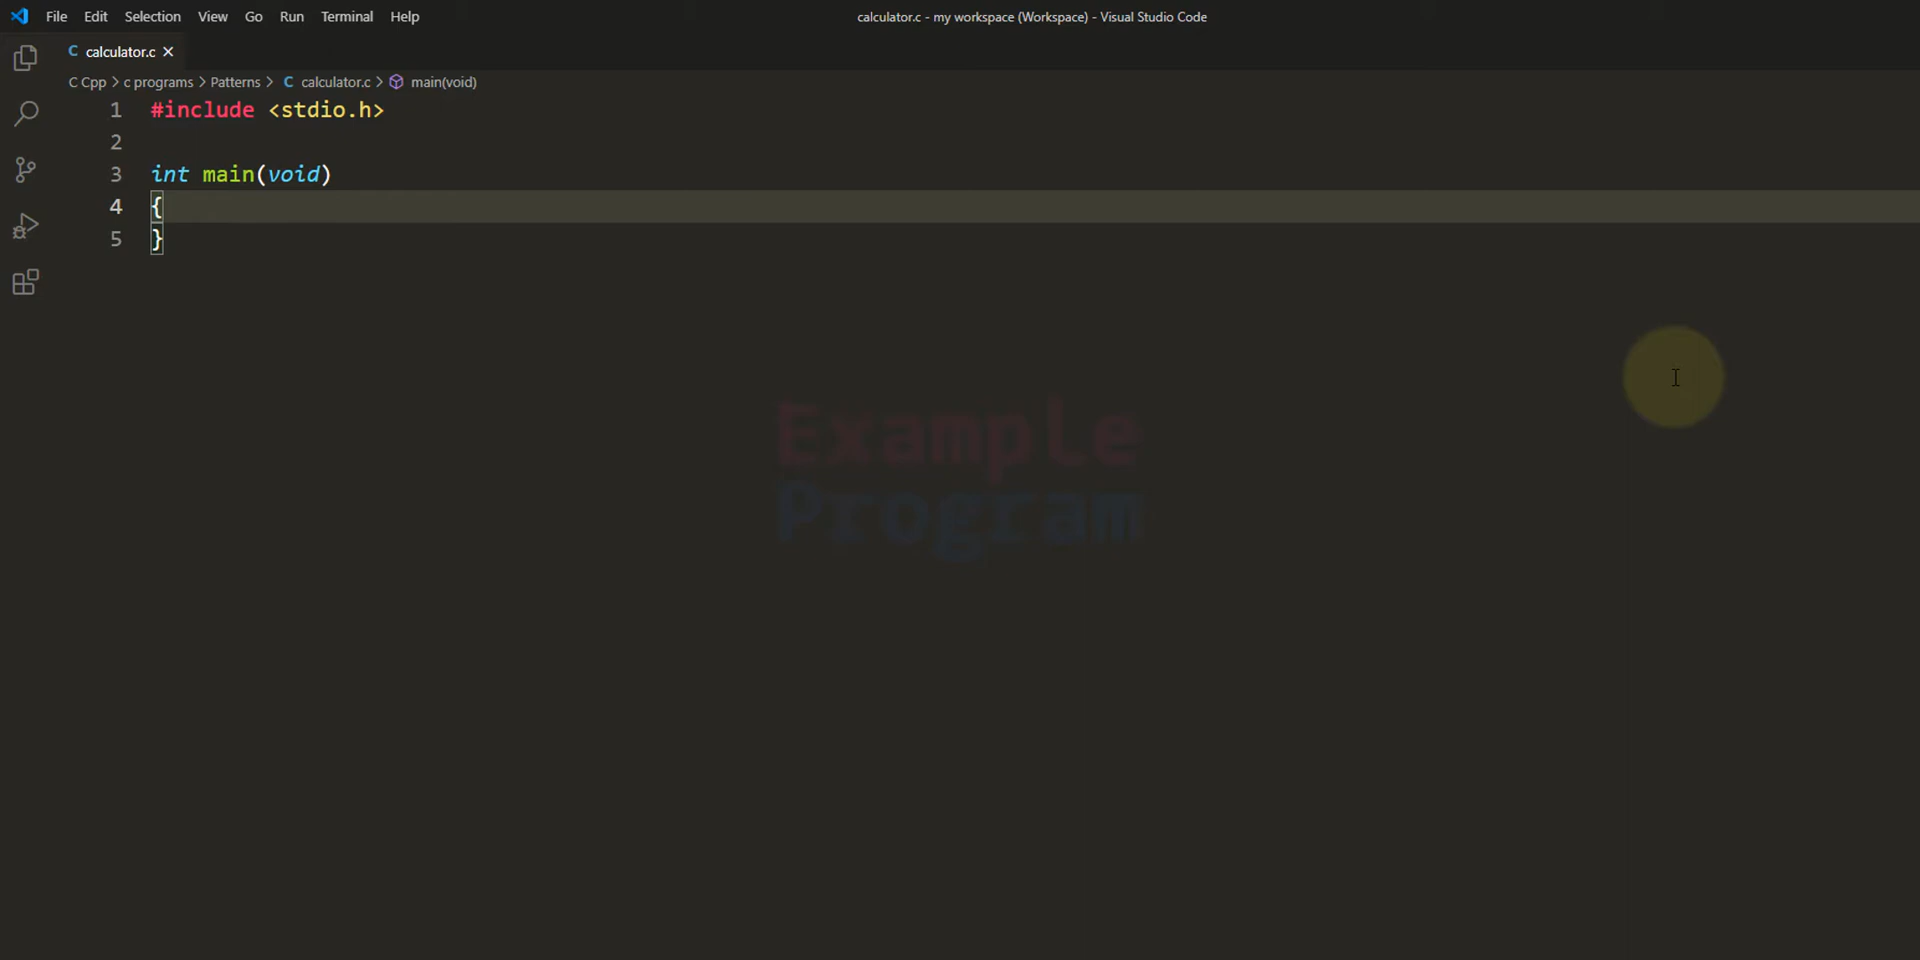 File Edit Selection View Go Run Terminal Help calculator.c - my workspace (Workspace) - Visual Studio Code
C calculator.c
C Cpp > c programs > Patterns > C calculator.c > main(void)
1 #include <stdio.h>
2
3 int main(void)
4 {
5 }
Example
Program